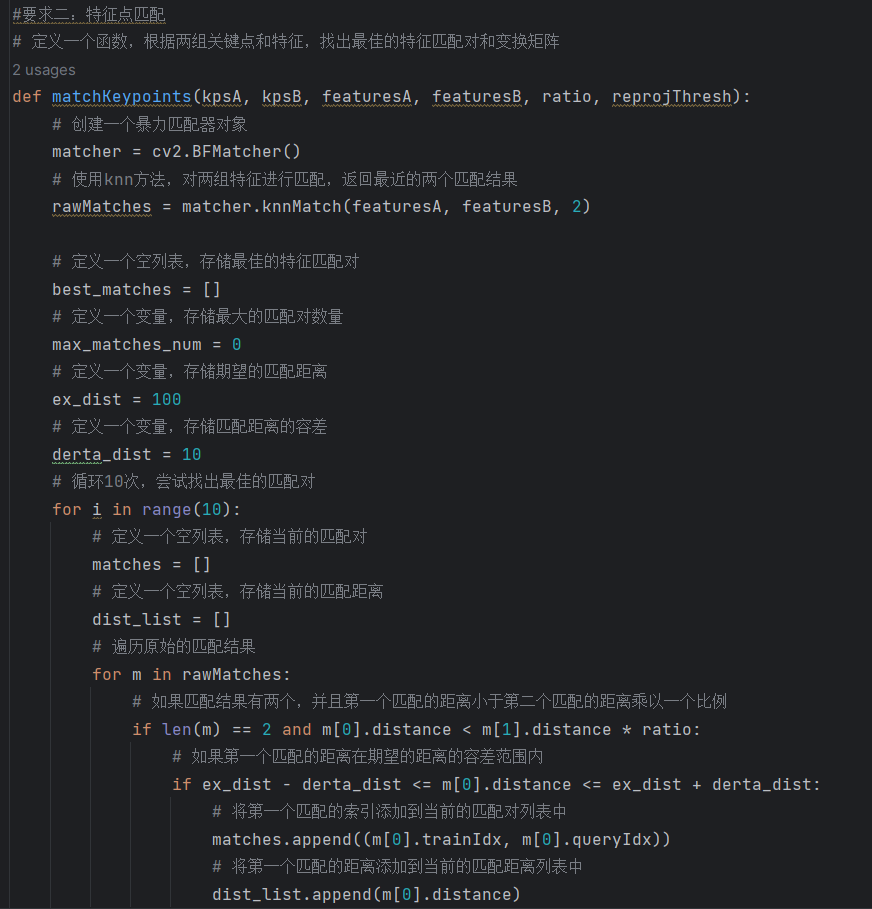 #要求二：特征点匹配
# 定义一个函数，根据两组关键点和特征，找出最佳的特征匹配对和变换矩阵
2 usages
def matchKeypoints(kpsA, kpsB, featuresA, featuresB, ratio, reprojThresh):
    # 创建一个暴力匹配器对象
    matcher = cv2.BFMatcher()
    # 使用knn方法，对两组特征进行匹配，返回最近的两个匹配结果
    rawMatches = matcher.knnMatch(featuresA, featuresB, 2)
    # 定义一个空列表，存储最佳的特征匹配对
    best_matches = []
    # 定义一个变量，存储最大的匹配对数量
    max_matches_num = 0
    # 定义一个变量，存储期望的匹配距离
    ex_dist = 100
    # 定义一个变量，存储匹配距离的容差
    derta_dist = 10
    # 循环10次，尝试找出最佳的匹配对
    for i in range(10):
        # 定义一个空列表，存储当前的匹配对
        matches = []
        # 定义一个空列表，存储当前的匹配距离
        dist_list = []
        # 遍历原始的匹配结果
        for m in rawMatches:
            # 如果匹配结果有两个，并且第一个匹配的距离小于第二个匹配的距离乘以一个比例
            if len(m) == 2 and m[0].distance < m[1].distance * ratio:
                # 如果第一个匹配的距离在期望的距离的容差范围内
                if ex_dist - derta_dist <= m[0].distance <= ex_dist + derta_dist:
                    # 将第一个匹配的索引添加到当前的匹配对列表中
                    matches.append((m[0].trainIdx, m[0].queryIdx))
                    # 将第一个匹配的距离添加到当前的匹配距离列表中
                    dist_list.append(m[0].distance)